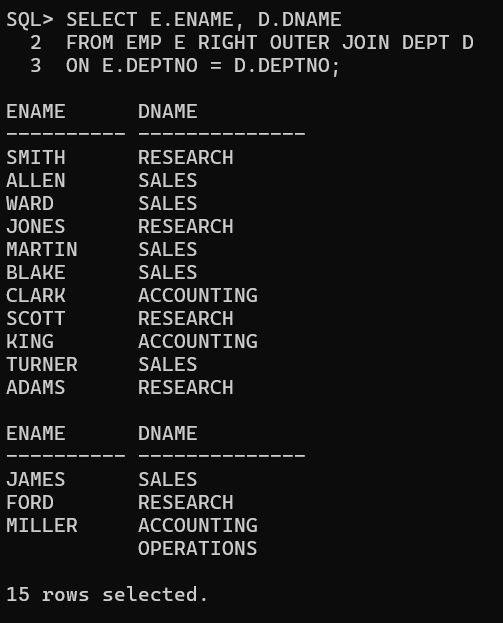 SQL> SELECT E.ENAME, D.DNAME
  2  FROM EMP E RIGHT OUTER JOIN DEPT D
  3  ON E.DEPTNO = D.DEPTNO;
ENAME      DNAME
---------- --------------
SMITH      RESEARCH
ALLEN      SALES
WARD       SALES
JONES      RESEARCH
MARTIN     SALES
BLAKE      SALES
CLARK      ACCOUNTING
SCOTT      RESEARCH
KING       ACCOUNTING
TURNER     SALES
ADAMS      RESEARCH
ENAME      DNAME
---------- --------------
JAMES      SALES
FORD       RESEARCH
MILLER     ACCOUNTING
           OPERATIONS
15 rows selected.